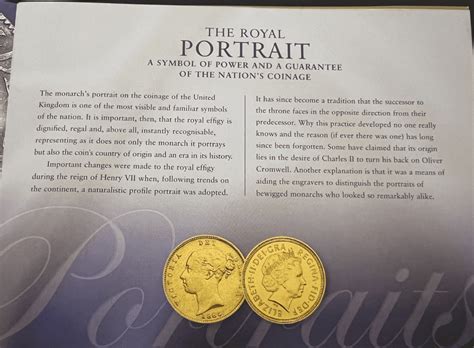 THE ROYAL
PORTRAIT
A SYMBOL OF POWER AND A GUARANTEE
OF THE NATION'S COINAGE
The monarch's portrait on the coinage of the United
Kingdom is one of the most visible and familiar symbols
of the nation. It is important, then, that the royal effigy is
dignified, regal and, above all, instantly recognisable,
representing as it does not only the monarch it portrays
but also the coin's country of origin and an era in its history.
Important changes were made to the royal effigy
during the reign of Henry VII when, following trends on
the continent, a naturalistic profile portrait was adopted.
It has since become a tradition that the successor to
the throne faces in the opposite direction from their
predecessor. Why this practice developed no one really
knows and the reason (if ever there was one) has long
since been forgotten. Some have claimed that its origin
lies in the desire of Charles II to turn his back on Oliver
Cromwell. Another explanation is that it was a means of
aiding the engravers to distinguish the portraits of
bewigged monarchs who looked so remarkably alike.
VICTORIA DEI
ELIZABETH·II·DEI·GRA REGINA·FID·DEF
Portraits